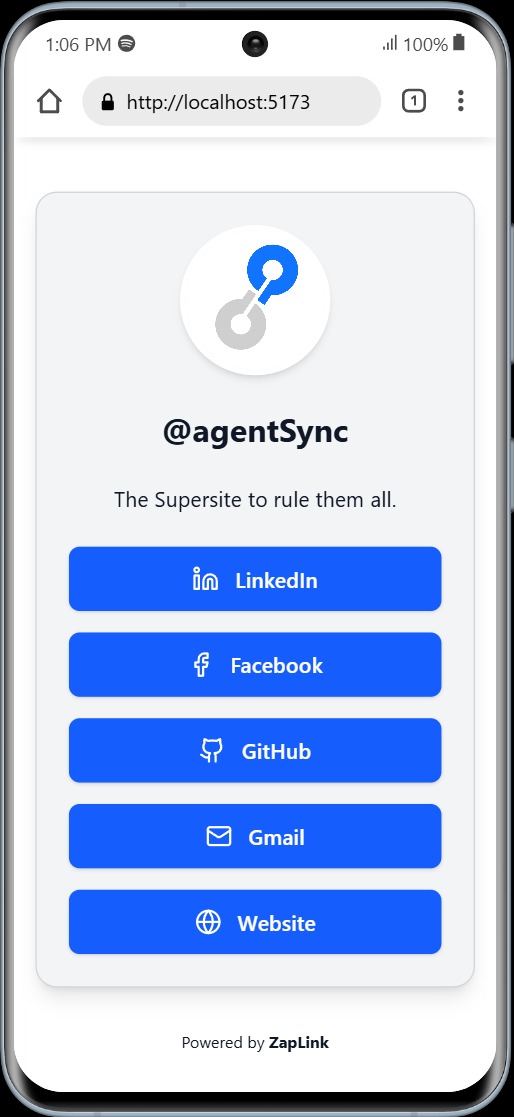 1:06 PM 100%
http://localhost:5173 1
@agentSync
The Supersite to rule them all.
LinkedIn
Facebook
GitHub
Gmail
Website
Powered by ZapLink